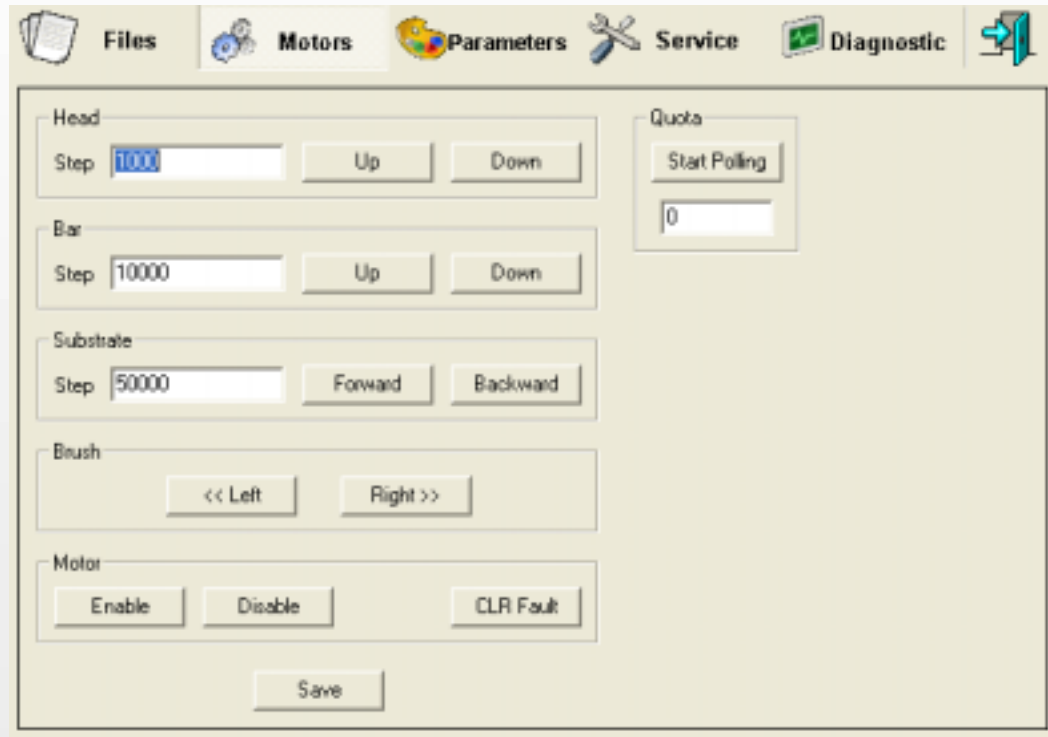 Files Motors Parameters Service Diagnostic
Head
Step 1000 Up Down
Quota
Start Polling
0
Bar
Step 10000 Up Down
Substrate
Step 50000 Forward Backward
Brush
<< Left Right >>
Motor
Enable Disable CLR Fault
Save